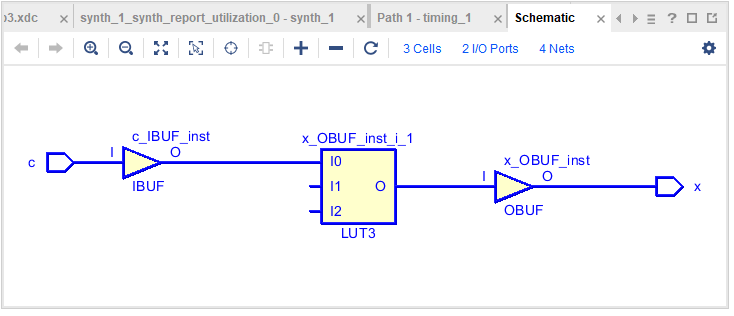 p3.xdc × synth_1_synth_report_utilization_0 - synth_1 × Path 1 - timing_1 × Schematic ×
3 Cells 2 I/O Ports 4 Nets
c_IBUF_inst
I O
c
IBUF
x_OBUF_inst_i_1
I0
I1 O
I2
LUT3
x_OBUF_inst
I O
OBUF
x